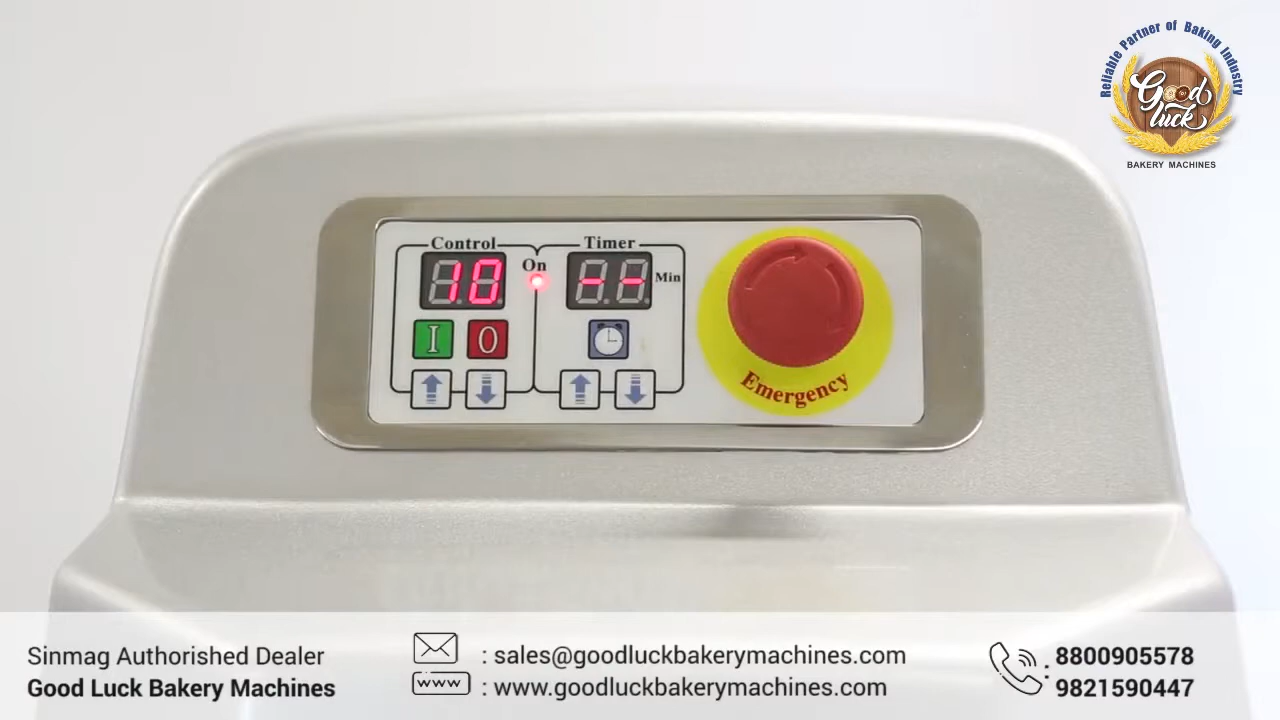 Reliable Partner of Baking Industry
Good
luck
BAKERY MACHINES
Control
Timer
10
On
--
Min
I
O
Emergency
Sinmag Authorished Dealer
Good Luck Bakery Machines
: sales@goodluckbakerymachines.com
www
: www.goodluckbakerymachines.com
: 8800905578
9821590447